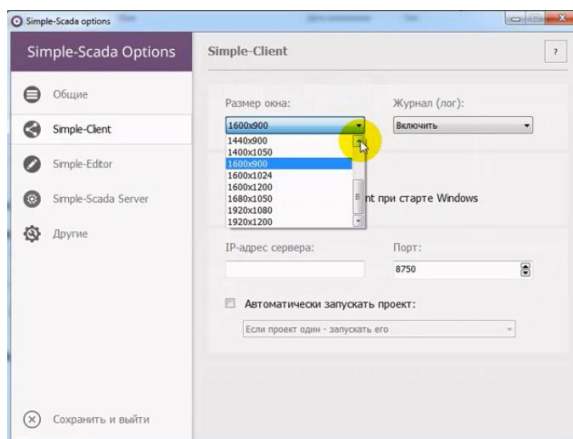 Simple-Scada options
Simple-Scada Options
Simple-Client
?
Общие
Simple-Client
Simple-Editor
Simple-Scada Server
Другие
Сохранить и выйти
Размер окна:
Журнал (лог):
1600x900
Включить
1440x900
1400x1050
1600x900
1600x1024
1600x1200
1680x1050
1920x1080
1920x1200
nt при старте Windows
IP-адрес сервера:
Порт:
8750
Автоматически запускать проект:
Если проект один - запускать его